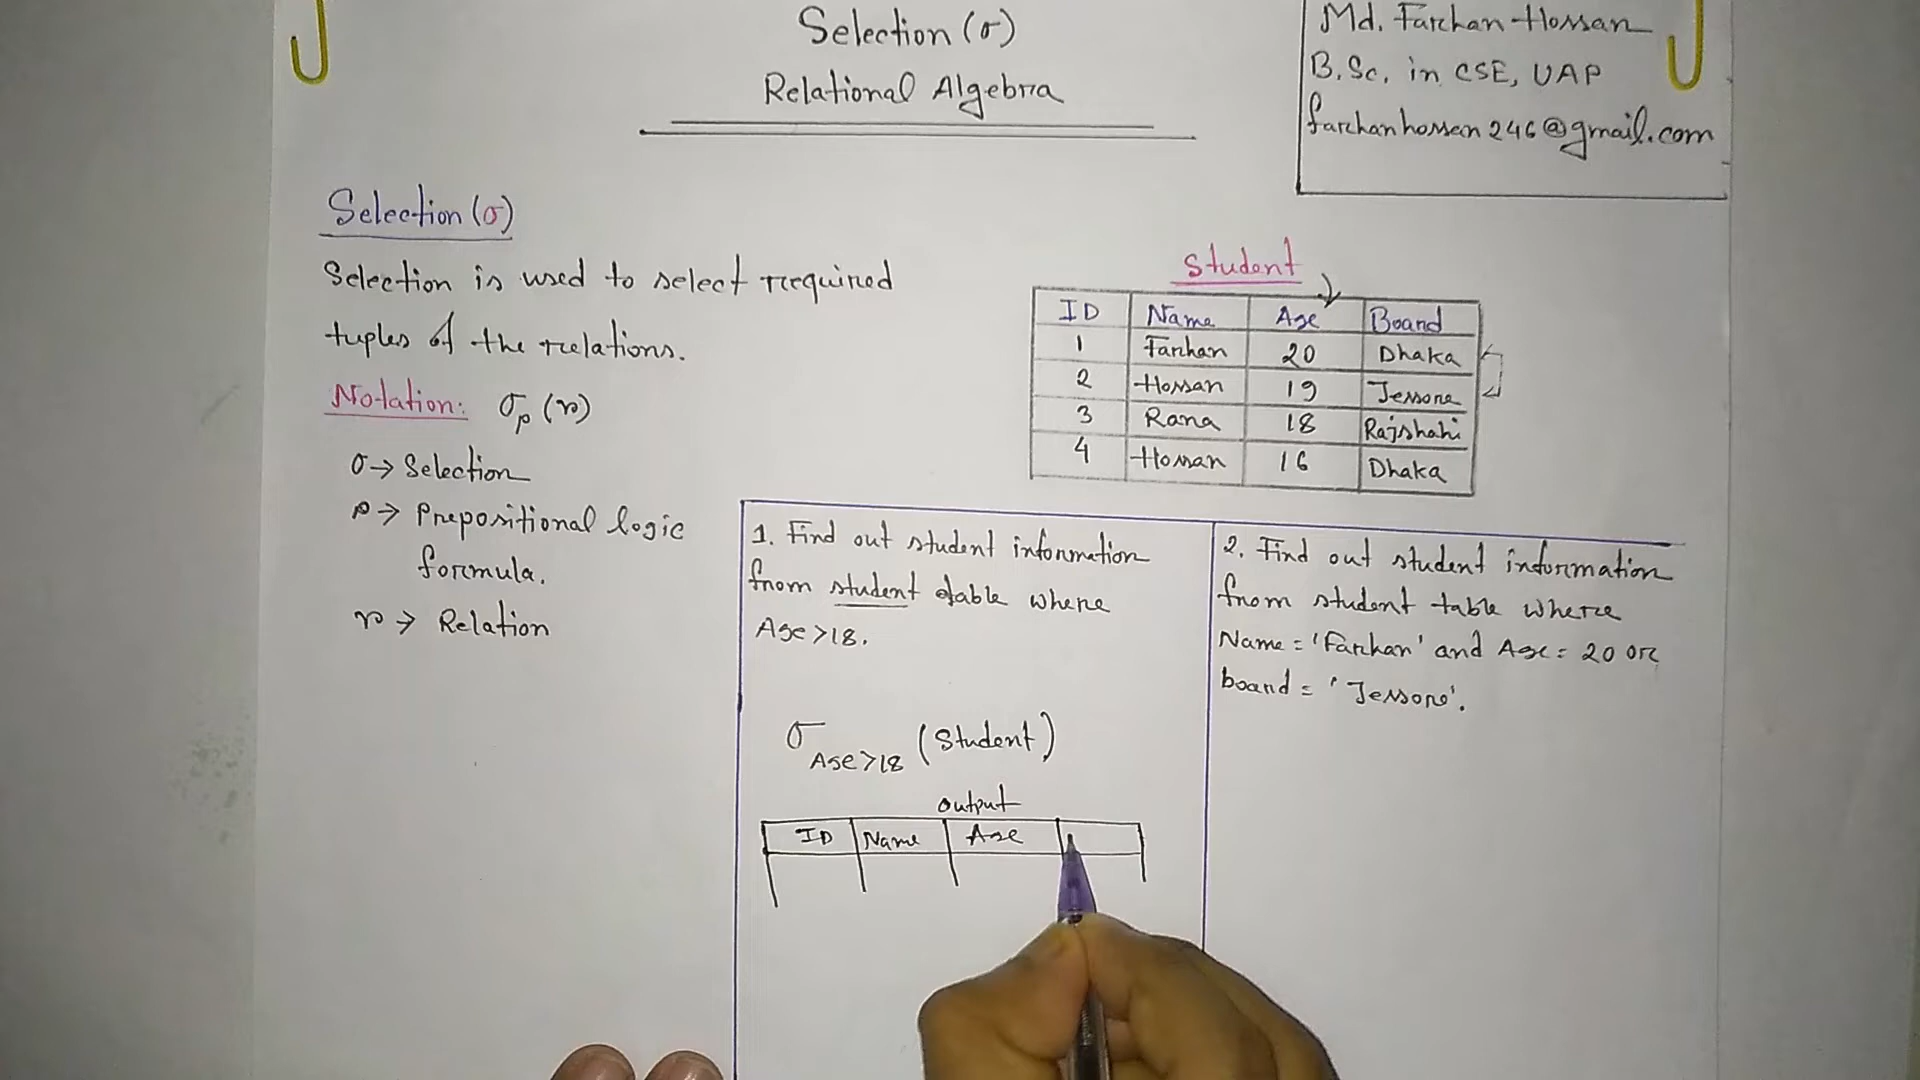 Selection (σ)
Relational Algebra
Md. Farhan Hossan
B.Sc. in CSE, UAP
farhanhossen246@gmail.com
Selection (σ)
Selection is used to select required
tuples of the relations.
Notation: σp (r)
σ → Selection
p → Prepositional logic
formula.
r → Relation
Student
ID Name Age Board
1 Farhan 20 Dhaka
2 Hossan 19 Jessore
3 Rana 18 Rajshahi
4 Hossan 16 Dhaka
1. Find out student information
from student table where
Age > 18.
σ Age > 18 (Student)
output
ID Name Age
2. Find out student information
from student table where
Name = 'Farhan' and Age = 20 or
board = 'Jessore'.